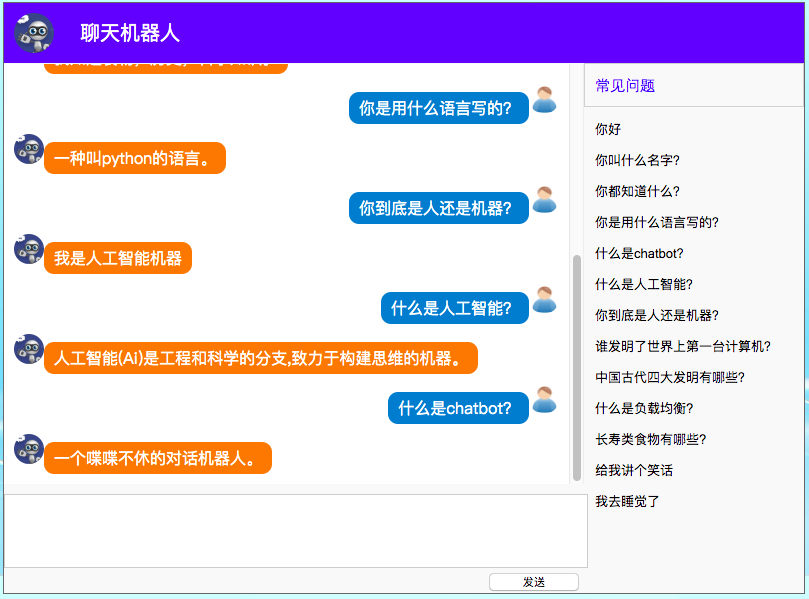 聊天机器人
你是用什么语言写的?
一种叫python的语言。
你到底是人还是机器?
我是人工智能机器
什么是人工智能?
人工智能(Ai)是工程和科学的分支,致力于构建思维的机器。
什么是chatbot?
一个喋喋不休的对话机器人。
发送
常见问题
你好
你叫什么名字?
你都知道什么?
你是用什么语言写的?
什么是chatbot?
什么是人工智能?
你到底是人还是机器?
谁发明了世界上第一台计算机?
中国古代四大发明有哪些?
什么是负载均衡?
长寿类食物有哪些?
给我讲个笑话
我去睡觉了